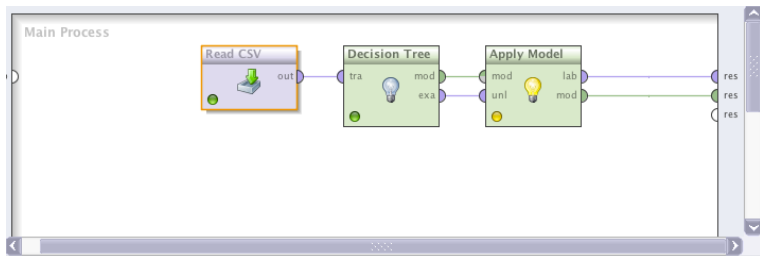 Main Process
Read CSV
out
Decision Tree
tra
mod
exa
Apply Model
mod
lab
unl
mod
res
res
res